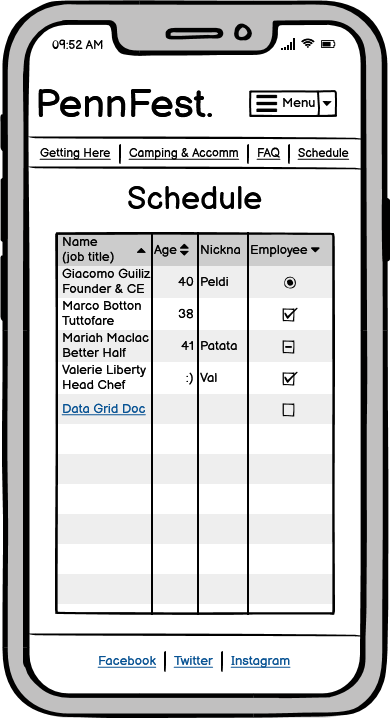 09:52 AM
PennFest.
Menu
Getting Here Camping & Accomm FAQ Schedule
Schedule
Name
(job title) Age Nickna Employee
Giacomo Guiliz
Founder & CE 40 Peldi
Marco Botton
Tuttofare 38
Mariah Maclac
Better Half 41 Patata
Valerie Liberty
Head Chef :) Val
Data Grid Doc
Facebook Twitter Instagram